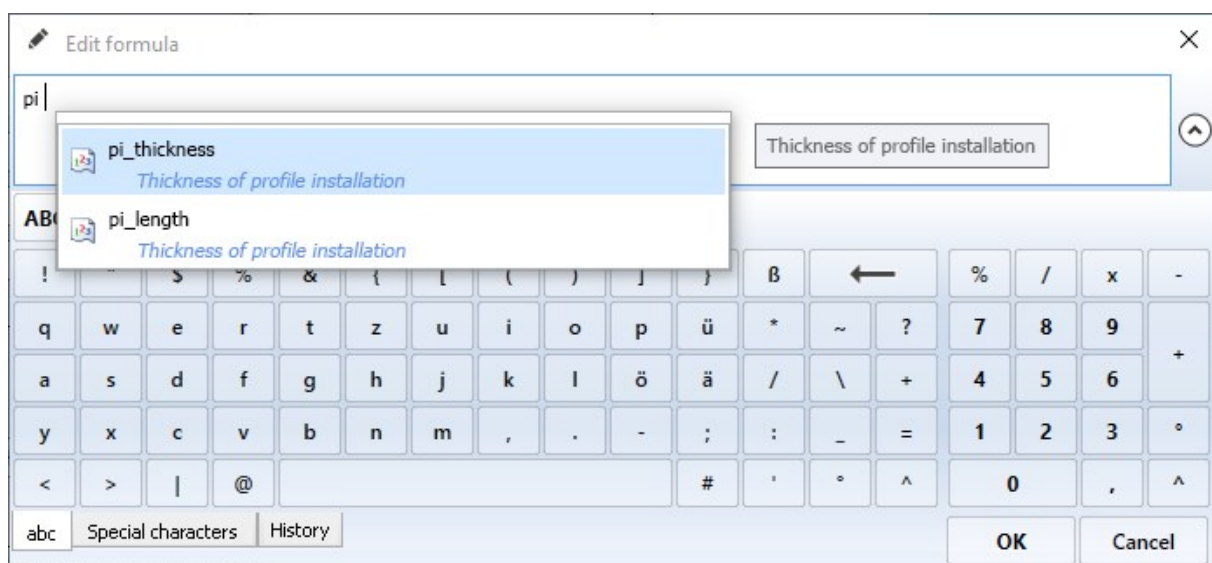 Edit formula
pi
pi_thickness
Thickness of profile installation
Thickness of profile installation
pi_length
Thickness of profile installation
! $ % & { [ ( ) ] } ß ← % / x -
q w e r t z u i o p ü * ~ ? 7 8 9 +
a s d f g h j k l ö ä / \ + 4 5 6
y x c v b n m , . - ; : _ = 1 2 3 °
< > | @ # ' ° ^ 0 , ^
abc Special characters History OK Cancel